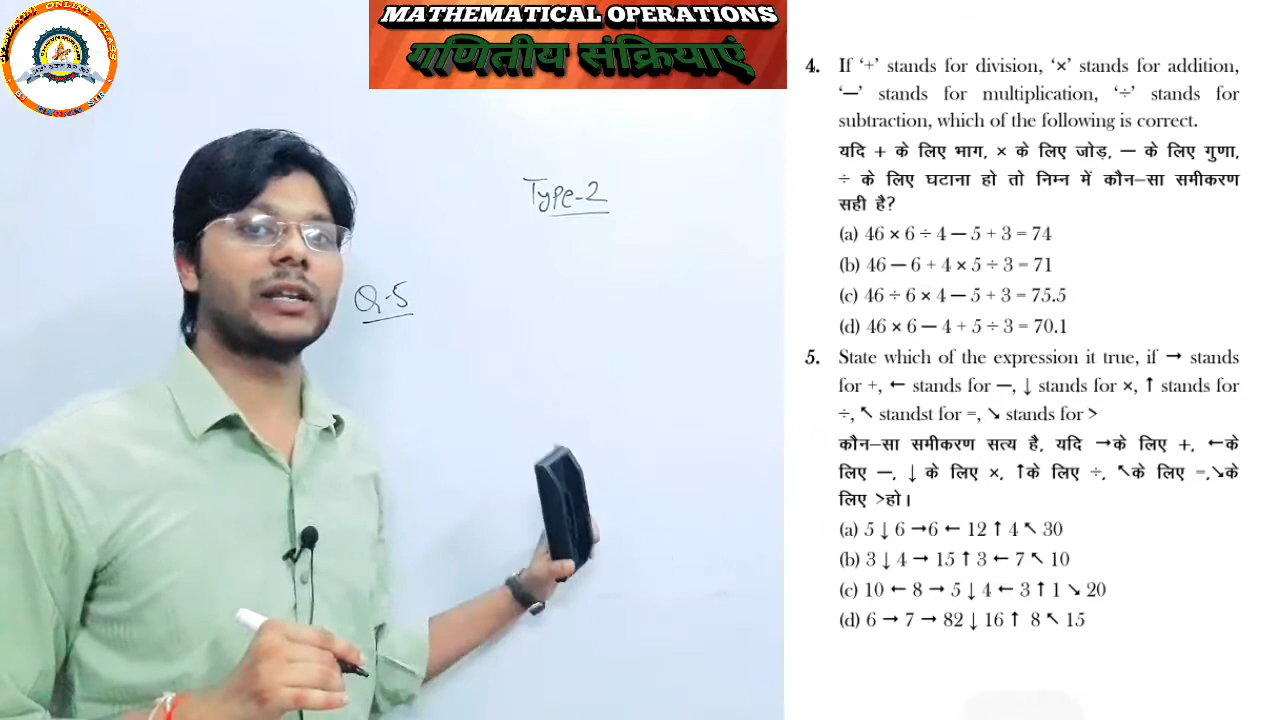 MATHEMATICAL OPERATIONS
गणितीय संक्रियाएं
ONLINE CLASS
Type-2
Q.5
4. If ‘+’ stands for division, ‘×’ stands for addition,
‘—’ stands for multiplication, ‘÷’ stands for
subtraction, which of the following is correct.
यदि + के लिए भाग, × के लिए जोड़, — के लिए गुणा,
÷ के लिए घटाना हो तो निम्न में कौन–सा समीकरण
सही है?
(a) 46 × 6 ÷ 4 — 5 + 3 = 74
(b) 46 — 6 + 4 × 5 ÷ 3 = 71
(c) 46 ÷ 6 × 4 — 5 + 3 = 75.5
(d) 46 × 6 — 4 + 5 ÷ 3 = 70.1
5. State which of the expression it true, if → stands
for +, ← stands for —, ↓ stands for ×, ↑ stands for
÷, ↖ standst for =, ↘ stands for >
कौन–सा समीकरण सत्य है, यदि →के लिए +, ←के
लिए —, ↓ के लिए ×, ↑के लिए ÷, ↖के लिए =,↘के
लिए >हो।
(a) 5 ↓ 6 →6 ← 12 ↑ 4 ↖ 30
(b) 3 ↓ 4 → 15 ↑ 3 ← 7 ↖ 10
(c) 10 ← 8 → 5 ↓ 4 ← 3 ↑ 1 ↘ 20
(d) 6 → 7 → 82 ↓ 16 ↑ 8 ↖ 15